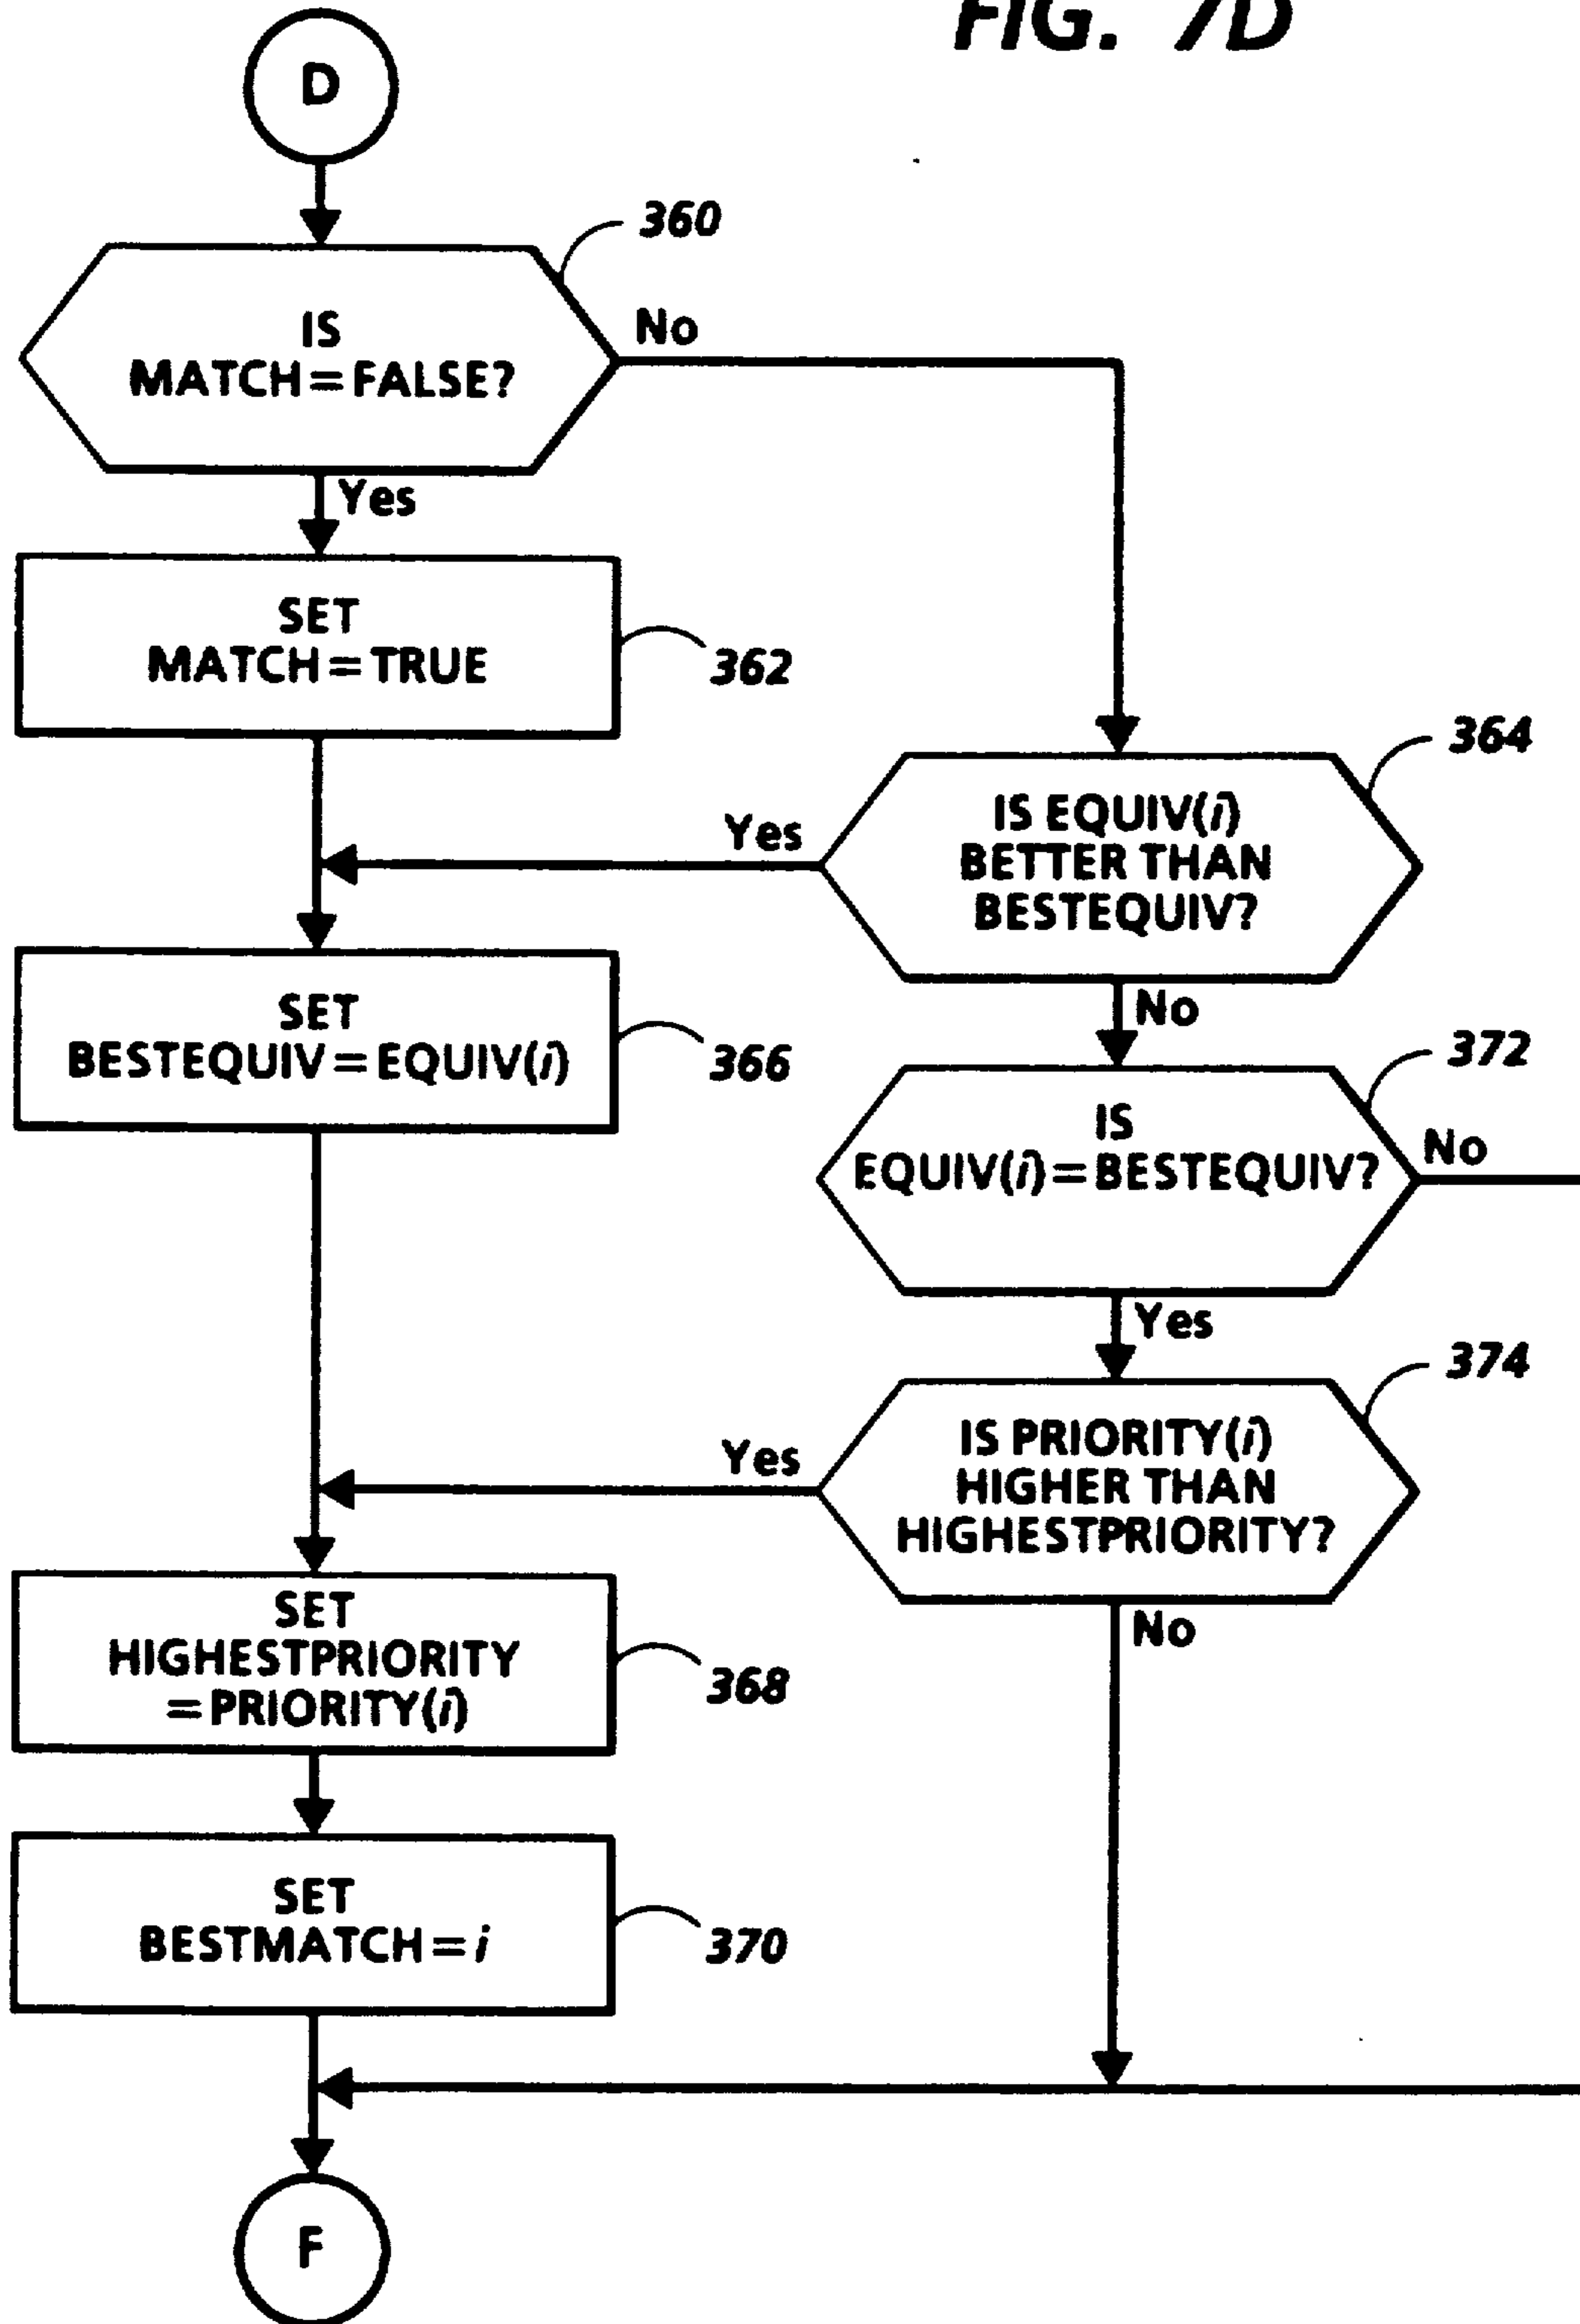 FIG. 7D
D
360
IS
MATCH=FALSE?
No
Yes
SET
MATCH=TRUE
362
364
IS EQUIV(i)
BETTER THAN
BESTEQUIV?
Yes
No
SET
BESTEQUIV=EQUIV(i)
366
372
IS
EQUIV(i)=BESTEQUIV?
No
Yes
374
IS PRIORITY(i)
HIGHER THAN
HIGHESTPRIORITY?
Yes
No
SET
HIGHESTPRIORITY
=PRIORITY(i)
368
SET
BESTMATCH=i
370
F